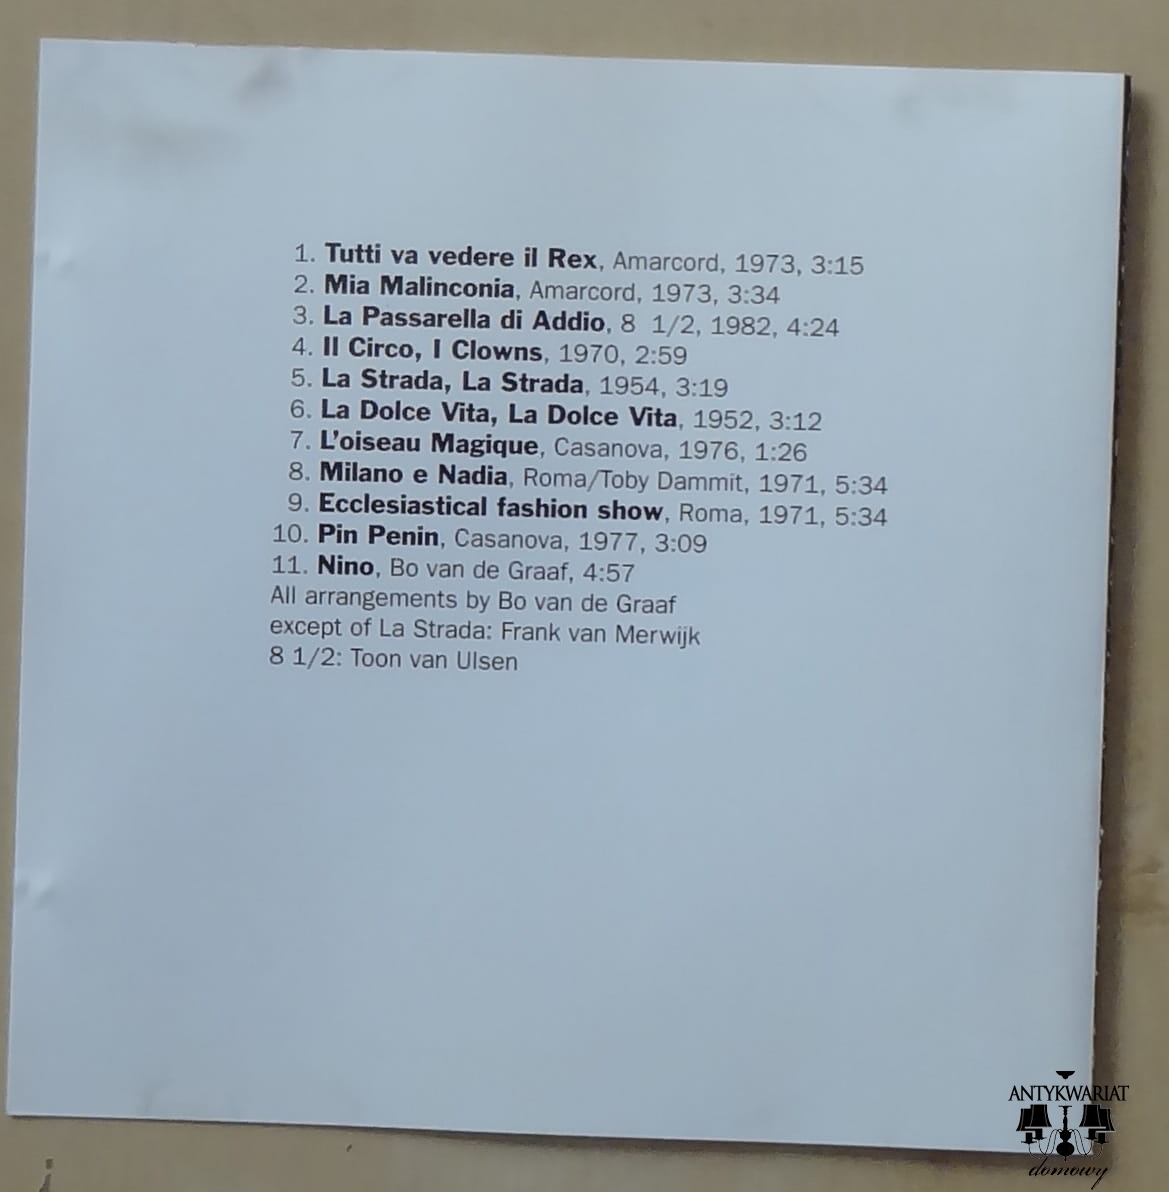 1. Tutti va vedere il Rex, Amarcord, 1973, 3:15
2. Mia Malinconia, Amarcord, 1973, 3:34
3. La Passarella di Addio, 8 1/2, 1982, 4:24
4. Il Circo, I Clowns, 1970, 2:59
5. La Strada, La Strada, 1954, 3:19
6. La Dolce Vita, La Dolce Vita, 1952, 3:12
7. L'oiseau Magique, Casanova, 1976, 1:26
8. Milano e Nadia, Roma/Toby Dammit, 1971, 5:34
9. Ecclesiastical fashion show, Roma, 1971, 5:34
10. Pin Penin, Casanova, 1977, 3:09
11. Nino, Bo van de Graaf, 4:57
All arrangements by Bo van de Graaf
except of La Strada: Frank van Merwijk
8 1/2: Toon van Ulsen
ANTYKWARIAT
domowy